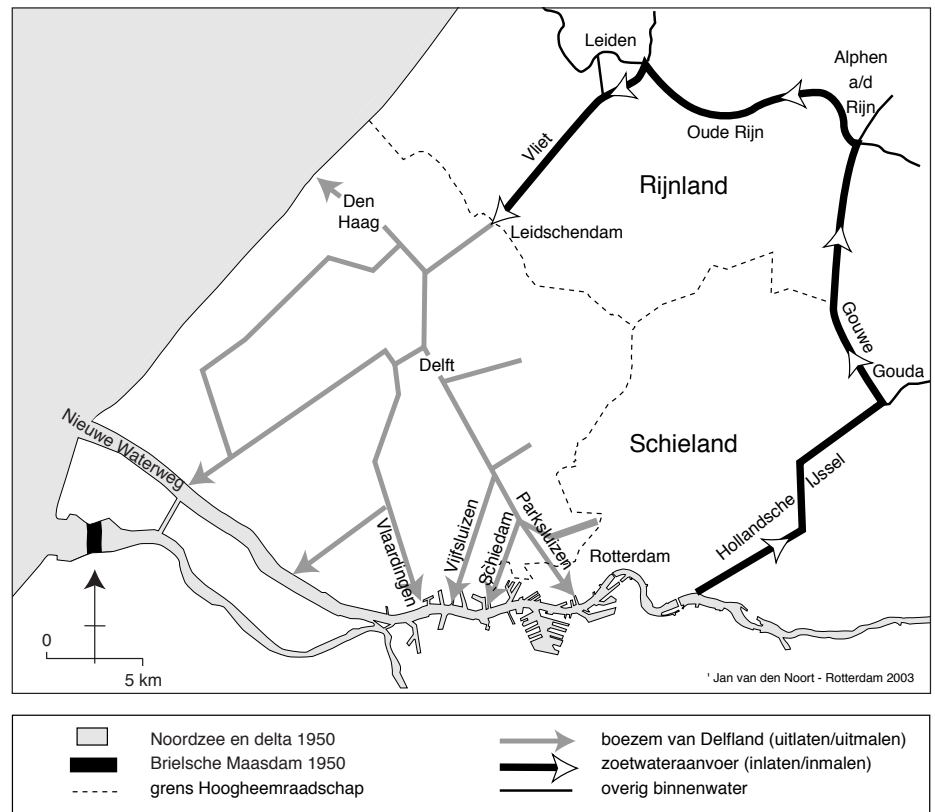 Leiden
Alphen
a/d
Rijn
Oude Rijn
Vliet
Rijnland
Den
Haag
Leidschendam
Gouwe
Delft
Gouda
Nieuwe Waterweg
Schieland
Hollandsche IJssel
Vlaardingen
Vijfsluizen
Schiedam
Parksluizen
Rotterdam
0
5 km
' Jan van den Noort - Rotterdam 2003
Noordzee en delta 1950
Brielsche Maasdam 1950
grens Hoogheemraadschap
boezem van Delfland (uitlaten/uitmalen)
zoetwateraanvoer (inlaten/inmalen)
overig binnenwater